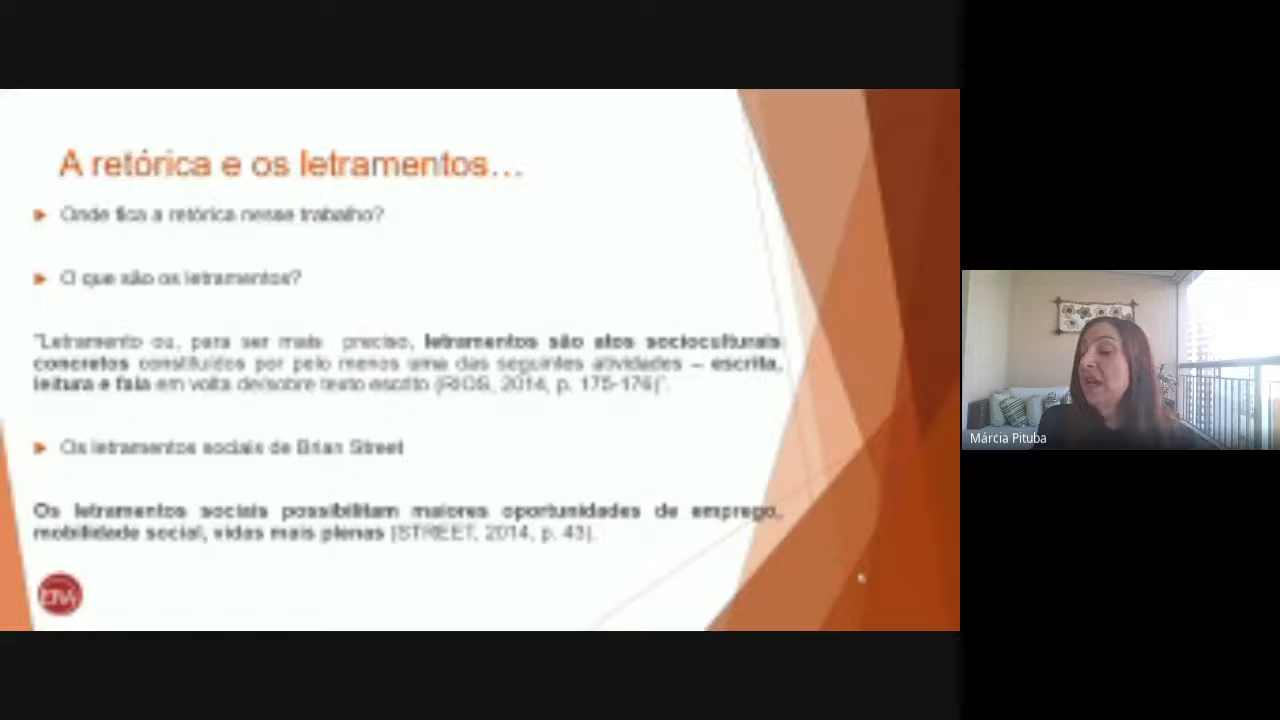 A retórica e os letramentos...
Onde fica a retórica nesse trabalho?
O que são os letramentos?
"Letramento ou, para ser mais preciso, letramentos são atos socioculturais
concretos constituídos por pelo menos uma das seguintes atividades – escrita,
leitura e fala em volta de/sobre texto escrito (RIOS, 2014, p. 175-176)".
Os letramentos sociais de Brian Street
Os letramentos sociais possibilitam maiores oportunidades de emprego,
mobilidade social, vidas mais plenas (STREET, 2014, p. 43).
Márcia Pituba